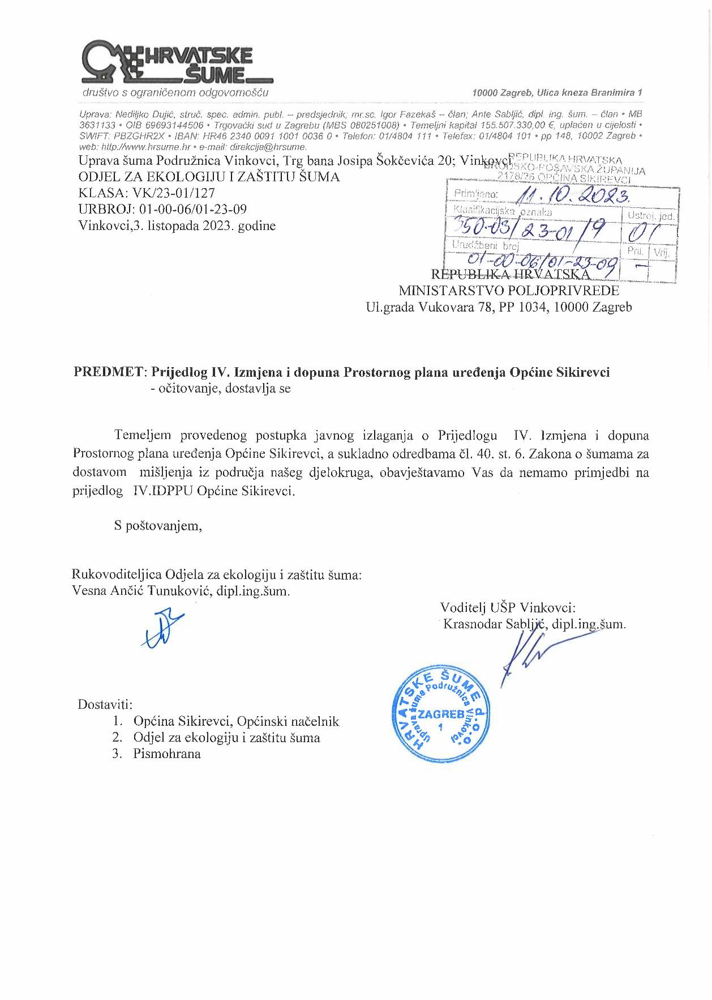 HRVATSKE
ŠUME
društvo s ograničenom odgovornošću
10000 Zagreb, Ulica kneza Branimira 1
Uprava: Nediljko Dujić, struč. spec. admin. publ. – predsjednik; mr.sc. Igor Fazekaš – član; Ante Sabljić, dipl. ing. šum. – član • MB
3631133 • OIB 69693144506 • Trgovački sud u Zagrebu (MBS 080251008) • Temeljni kapital 155.507.330,00 €, uplaćen u cijelosti •
SWIFT: PBZGHR2X • IBAN: HR46 2340 0091 1001 0036 0 • Telefon: 01/4804 111 • Telefax: 01/4804 101 • pp 148, 10002 Zagreb •
web: http.//www.hrsume.hr • e-mail: direkcija@hrsume.
Uprava šuma Podružnica Vinkovci, Trg bana Josipa Šokčevića 20; Vinkovci
ODJEL ZA EKOLOGIJU I ZAŠTITU ŠUMA
KLASA: VK/23-01/127
URBROJ: 01-00-06/01-23-09
Vinkovci,3. listopada 2023. godine
REPUBLIKA HRVATSKA
BRODSKO-POSAVSKA ŽUPANIJA
2178/26 OPĆINA SIKIREVCI
Primljeno: 11. 10. 2023.
Klasifikacijska oznaka Ustroj. jed.
350-03/23-01/9 01
Urudžbeni broj Pril. Vrij.
01-00-06/01-23-09 -
REPUBLIKA HRVATSKA
MINISTARSTVO POLJOPRIVREDE
Ul.grada Vukovara 78, PP 1034, 10000 Zagreb
PREDMET: Prijedlog IV. Izmjena i dopuna Prostornog plana uređenja Općine Sikirevci
- očitovanje, dostavlja se
Temeljem provedenog postupka javnog izlaganja o Prijedlogu IV. Izmjena i dopuna
Prostornog plana uređenja Općine Sikirevci, a sukladno odredbama čl. 40. st. 6. Zakona o šumama za
dostavom mišljenja iz područja našeg djelokruga, obavještavamo Vas da nemamo primjedbi na
prijedlog IV.IDPPU Općine Sikirevci.
S poštovanjem,
Rukovoditeljica Odjela za ekologiju i zaštitu šuma:
Vesna Ančić Tunuković, dipl.ing.šum.
Voditelj UŠP Vinkovci:
Krasnodar Sabljić, dipl.ing.šum.
HRVATSKE ŠUME d.o.o.
Uprava šuma Podružnica Vinkovci
ZAGREB
1
Dostaviti:
1. Općina Sikirevci, Općinski načelnik
2. Odjel za ekologiju i zaštitu šuma
3. Pismohrana